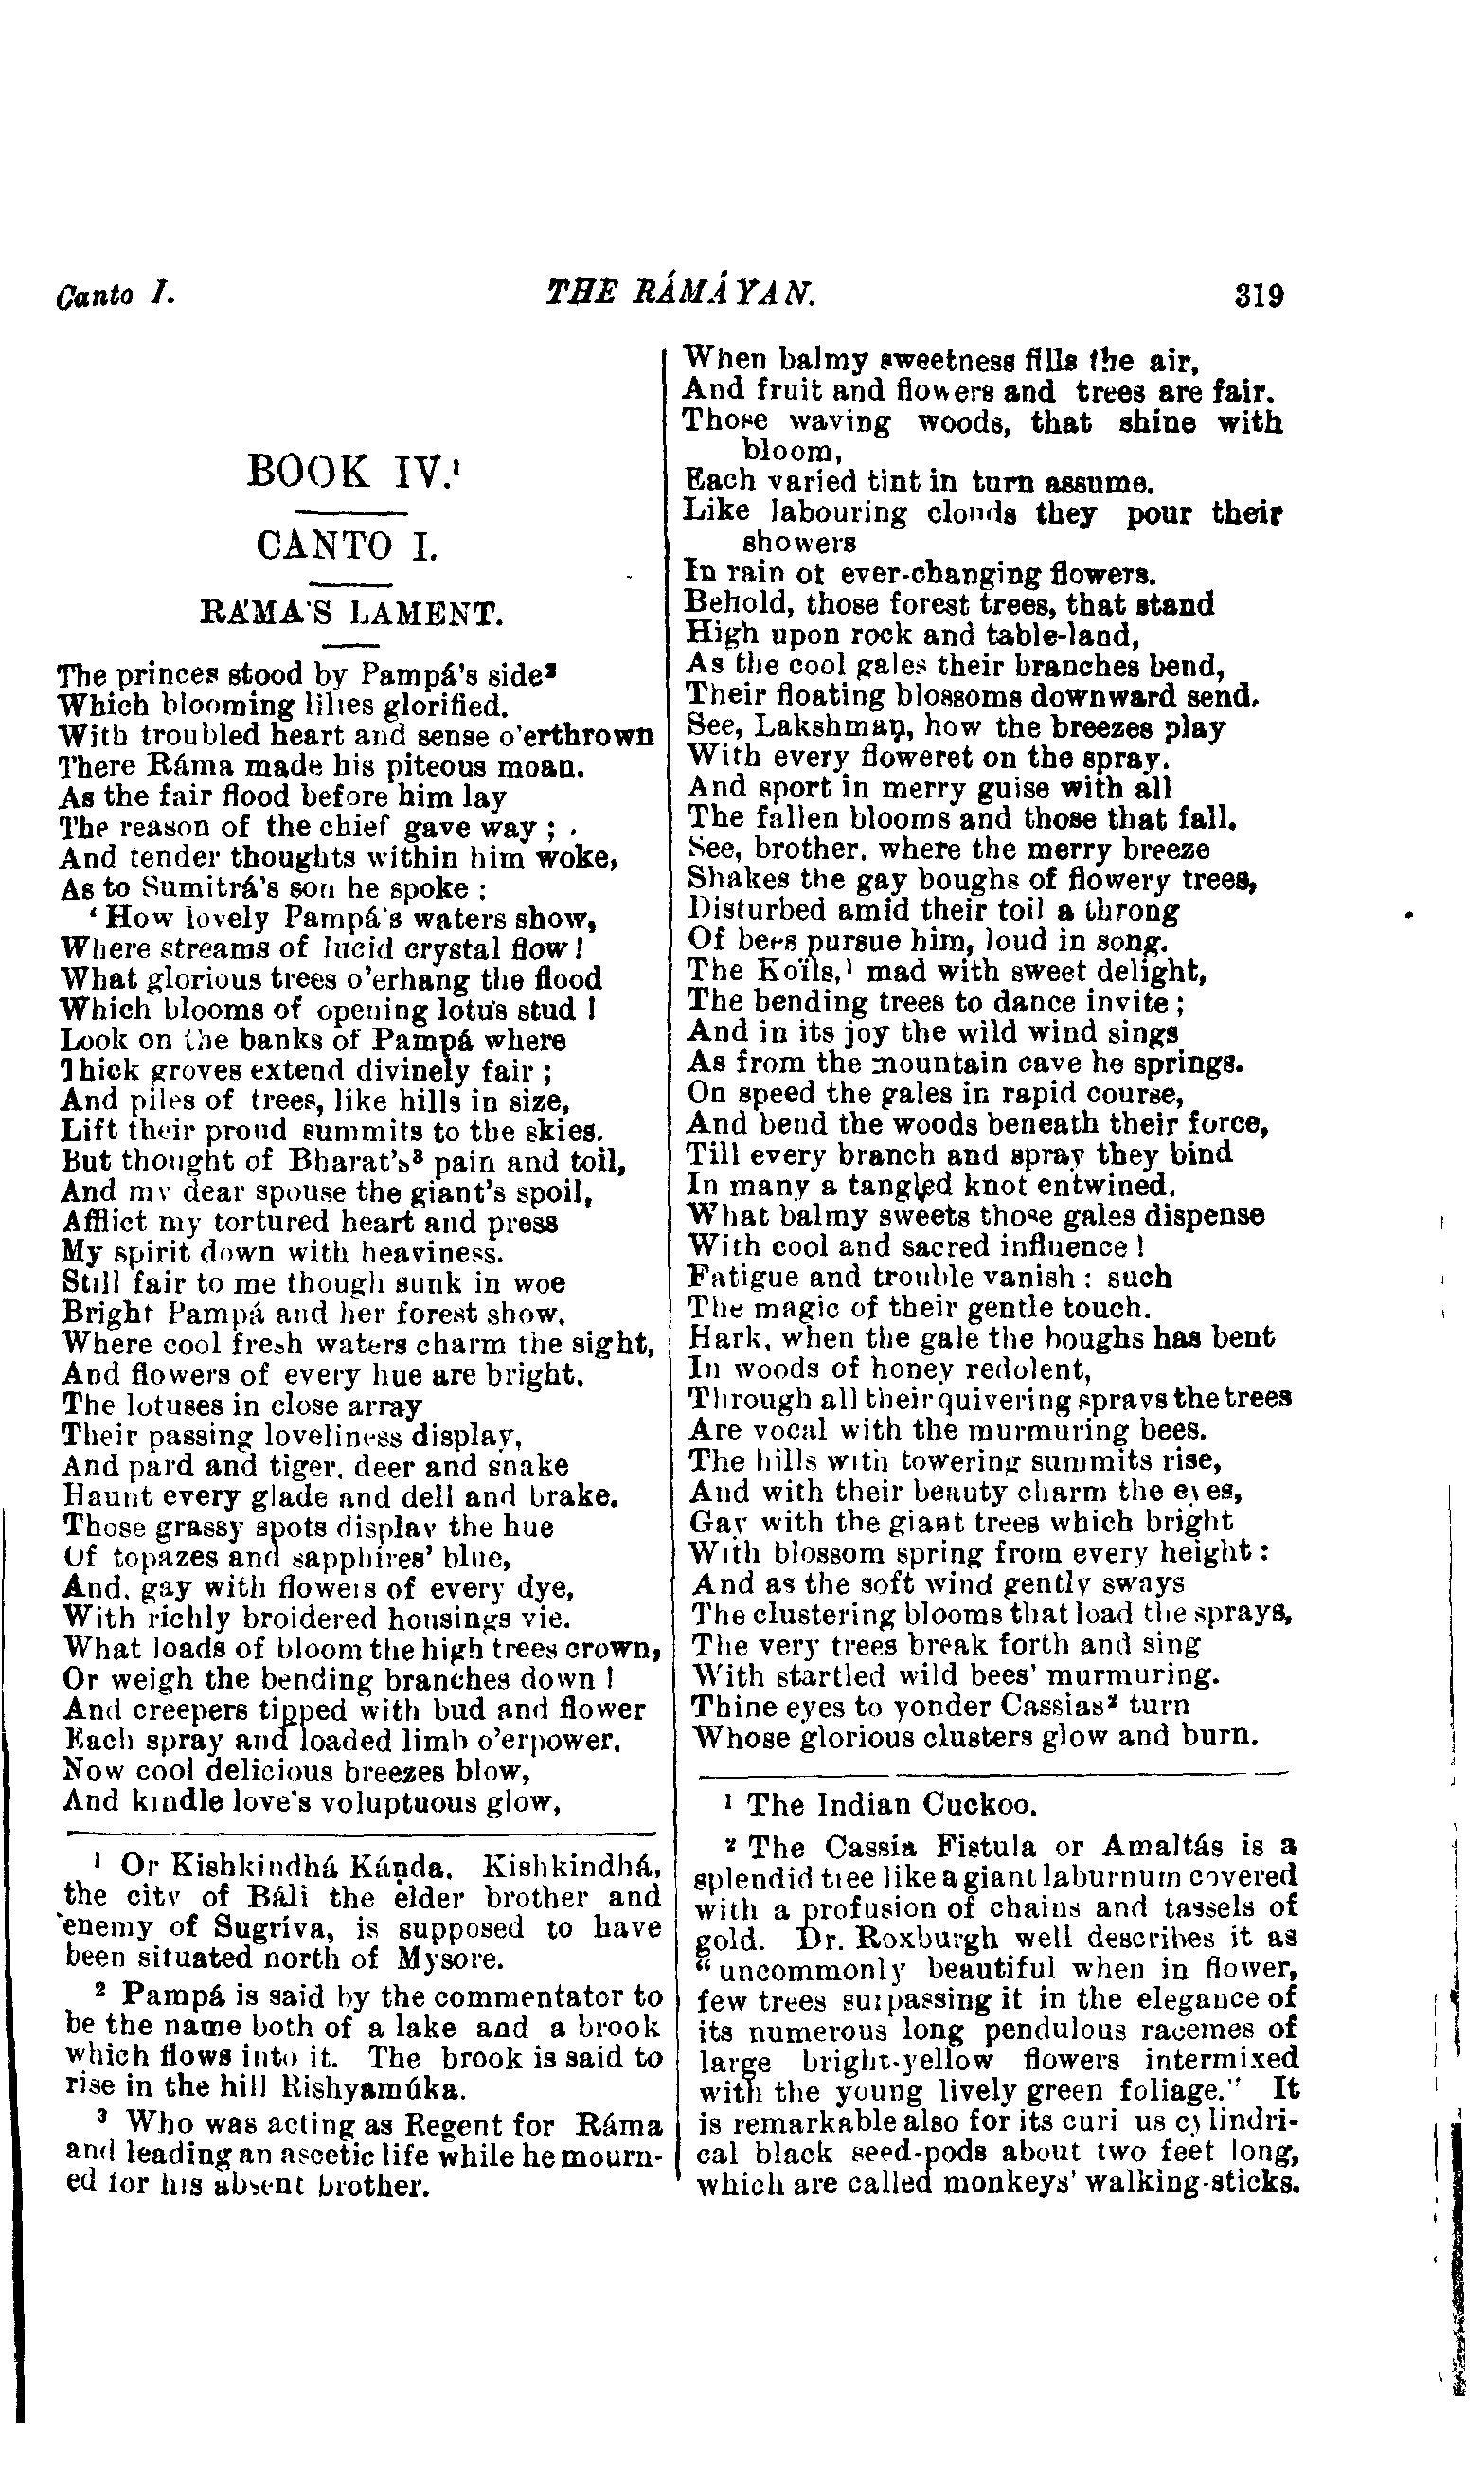 Canto I. THE RÁMÁYAN. 319
BOOK IV.¹
CANTO I.
RÁMA'S LAMENT.
The princes stood by Pampá's side²
Which blooming lilies glorified.
With troubled heart and sense o'erthrown
There Ráma made his piteous moan.
As the fair flood before him lay
The reason of the chief gave way ;
And tender thoughts within him woke,
As to Sumitrá's son he spoke :
‘ How lovely Pampá's waters show,
Where streams of lucid crystal flow!
What glorious trees o'erhang the flood
Which blooms of opening lotus stud !
Look on the banks of Pampá where
Thick groves extend divinely fair ;
And piles of trees, like hills in size,
Lift their proud summits to the skies.
But thought of Bharat's³ pain and toil,
And my dear spouse the giant's spoil,
Afflict my tortured heart and press
My spirit down with heaviness.
Still fair to me though sunk in woe
Bright Pampá and her forest show,
Where cool fresh waters charm the sight,
And flowers of every hue are bright.
The lotuses in close array
Their passing loveliness display,
And pard and tiger, deer and snake
Haunt every glade and dell and brake.
Those grassy spots display the hue
Of topazes and sapphires' blue,
And, gay with flowers of every dye,
With richly broidered housings vie.
What loads of bloom the high trees crown,
Or weigh the bending branches down !
And creepers tipped with bud and flower
Each spray and loaded limb o'erpower.
Now cool delicious breezes blow,
And kindle love's voluptuous glow,
¹ Or Kishkindhá Káṇḍa. Kishkindhá,
the city of Báli the elder brother and
enemy of Sugríva, is supposed to have
been situated north of Mysore.
² Pampá is said by the commentator to
be the name both of a lake and a brook
which flows into it. The brook is said to
rise in the hill Rishyamúka.
³ Who was acting as Regent for Ráma
and leading an ascetic life while he mourn-
ed for his absent brother.
When balmy sweetness fills the air,
And fruit and flowers and trees are fair.
Those waving woods, that shine with
bloom,
Each varied tint in turn assume.
Like labouring clouds they pour their
showers
In rain of ever-changing flowers.
Behold, those forest trees, that stand
High upon rock and table-land,
As the cool gales their branches bend,
Their floating blossoms downward send.
See, Lakshmaṇ, how the breezes play
With every floweret on the spray.
And sport in merry guise with all
The fallen blooms and those that fall.
See, brother, where the merry breeze
Shakes the gay boughs of flowery trees,
Disturbed amid their toil a throng
Of bees pursue him, loud in song.
The Koïls,¹ mad with sweet delight,
The bending trees to dance invite ;
And in its joy the wild wind sings
As from the mountain cave he springs.
On speed the gales in rapid course,
And bend the woods beneath their force,
Till every branch and spray they bind
In many a tangled knot entwined.
What balmy sweets those gales dispense
With cool and sacred influence !
Fatigue and trouble vanish : such
The magic of their gentle touch.
Hark, when the gale the boughs has bent
In woods of honey redolent,
Through all their quivering sprays the trees
Are vocal with the murmuring bees.
The hills with towering summits rise,
And with their beauty charm the eyes,
Gay with the giant trees which bright
With blossom spring from every height :
And as the soft wind gently sways
The clustering blooms that load the sprays,
The very trees break forth and sing
With startled wild bees' murmuring.
Thine eyes to yonder Cassias² turn
Whose glorious clusters glow and burn.
¹ The Indian Cuckoo.
² The Cassia Fistula or Amaltás is a
splendid tree like a giant laburnum covered
with a profusion of chains and tassels of
gold. Dr. Roxburgh well describes it as
“ uncommonly beautiful when in flower,
few trees surpassing it in the elegance of
its numerous long pendulous racemes of
large bright-yellow flowers intermixed
with the young lively green foliage.” It
is remarkable also for its curi us cylindri-
cal black seed-pods about two feet long,
which are called monkeys' walking-sticks.